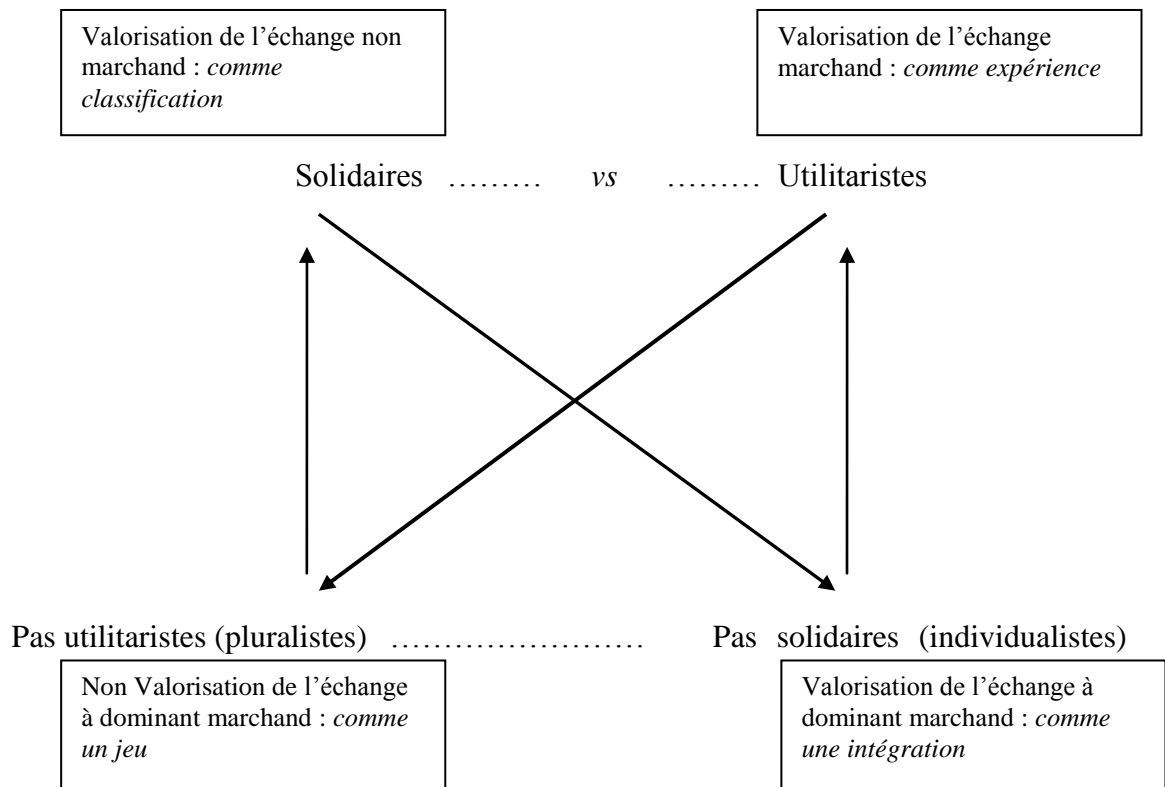 Valorisation de l’échange non
marchand : comme
classification
Valorisation de l’échange
marchand : comme expérience
Solidaires ……… vs ……… Utilitaristes
Pas utilitaristes (pluralistes) …………………… Pas solidaires (individualistes)
Non Valorisation de l’échange
à dominant marchand : comme
un jeu
Valorisation de l’échange à
dominant marchand : comme
une intégration